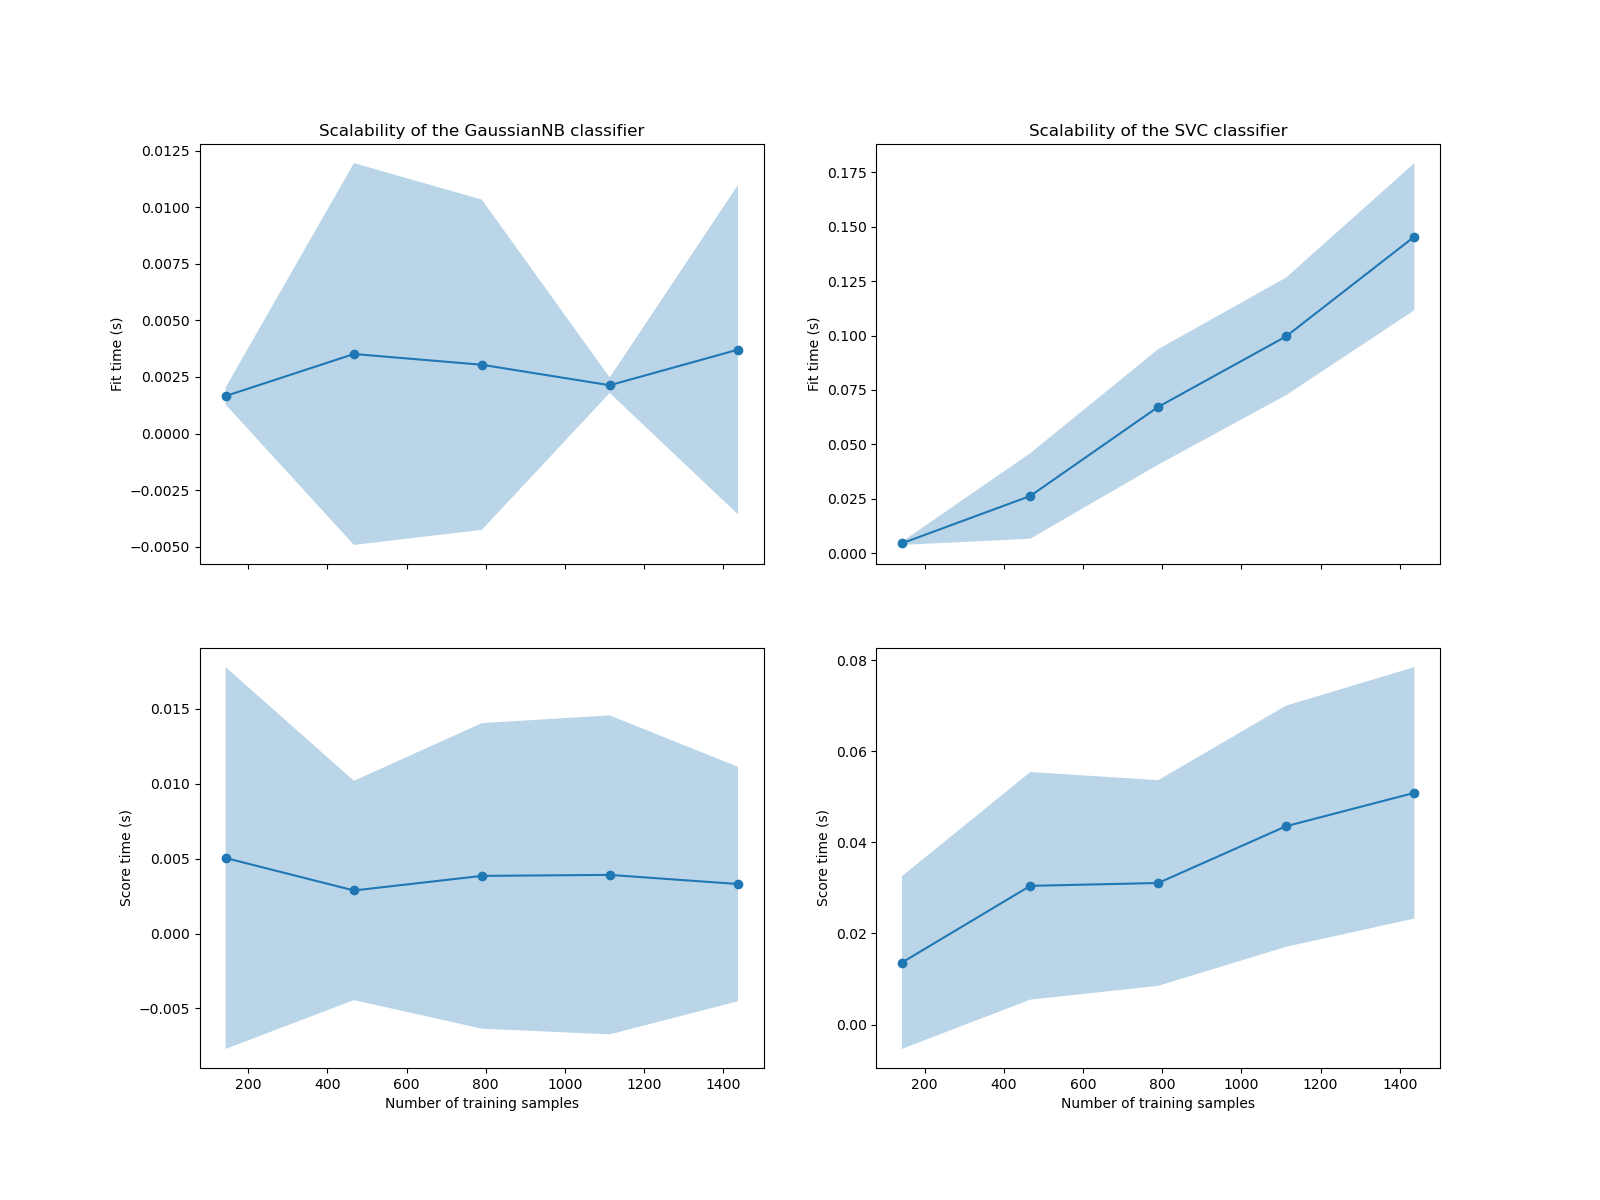 Scalability of the GaussianNB classifier
0.0125
0.0100
0.0075
0.0050
0.0025
0.0000
−0.0025
−0.0050
Fit time (s)
Scalability of the SVC classifier
0.175
0.150
0.125
0.100
0.075
0.050
0.025
0.000
Fit time (s)
0.015
0.010
0.005
0.000
−0.005
Score time (s)
200 400 600 800 1000 1200 1400
Number of training samples
0.08
0.06
0.04
0.02
0.00
Score time (s)
200 400 600 800 1000 1200 1400
Number of training samples